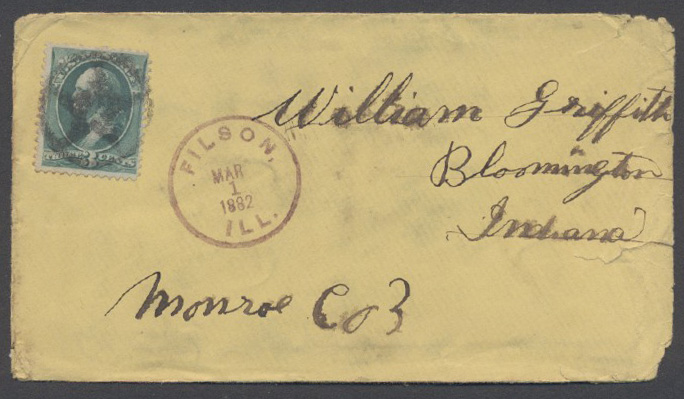 FILSON,
MAR
1
1882
ILL.
William Griffith
Bloomington
Indiana
Monroe Co